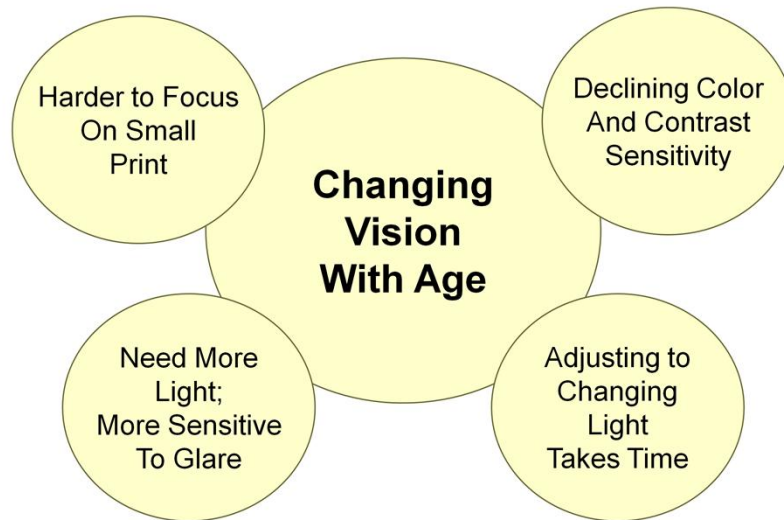 Harder to Focus
On Small
Print
Declining Color
And Contrast
Sensitivity
Changing
Vision
With Age
Need More
Light;
More Sensitive
To Glare
Adjusting to
Changing
Light
Takes Time